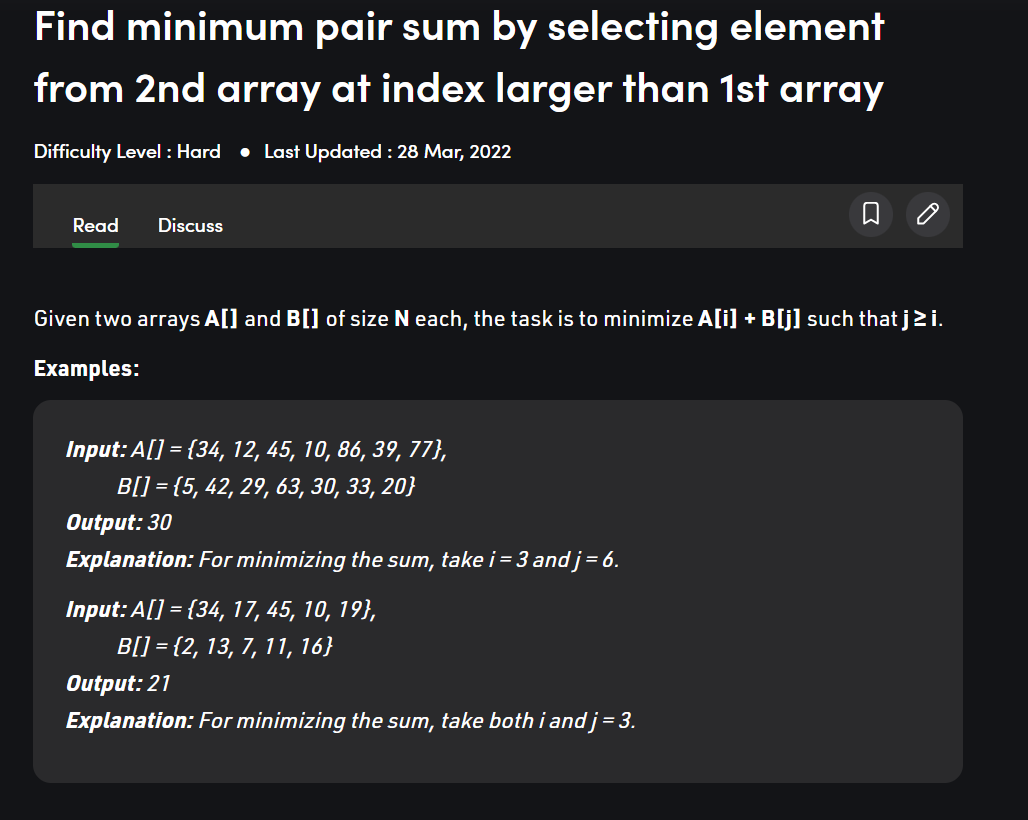 Find minimum pair sum by selecting element
from 2nd array at index larger than 1st array
Difficulty Level : Hard ● Last Updated : 28 Mar, 2022
Read Discuss
Given two arrays A[] and B[] of size N each, the task is to minimize A[i] + B[j] such that j ≥ i.
Examples:
Input: A[] = {34, 12, 45, 10, 86, 39, 77},
B[] = {5, 42, 29, 63, 30, 33, 20}
Output: 30
Explanation: For minimizing the sum, take i = 3 and j = 6.
Input: A[] = {34, 17, 45, 10, 19},
B[] = {2, 13, 7, 11, 16}
Output: 21
Explanation: For minimizing the sum, take both i and j = 3.